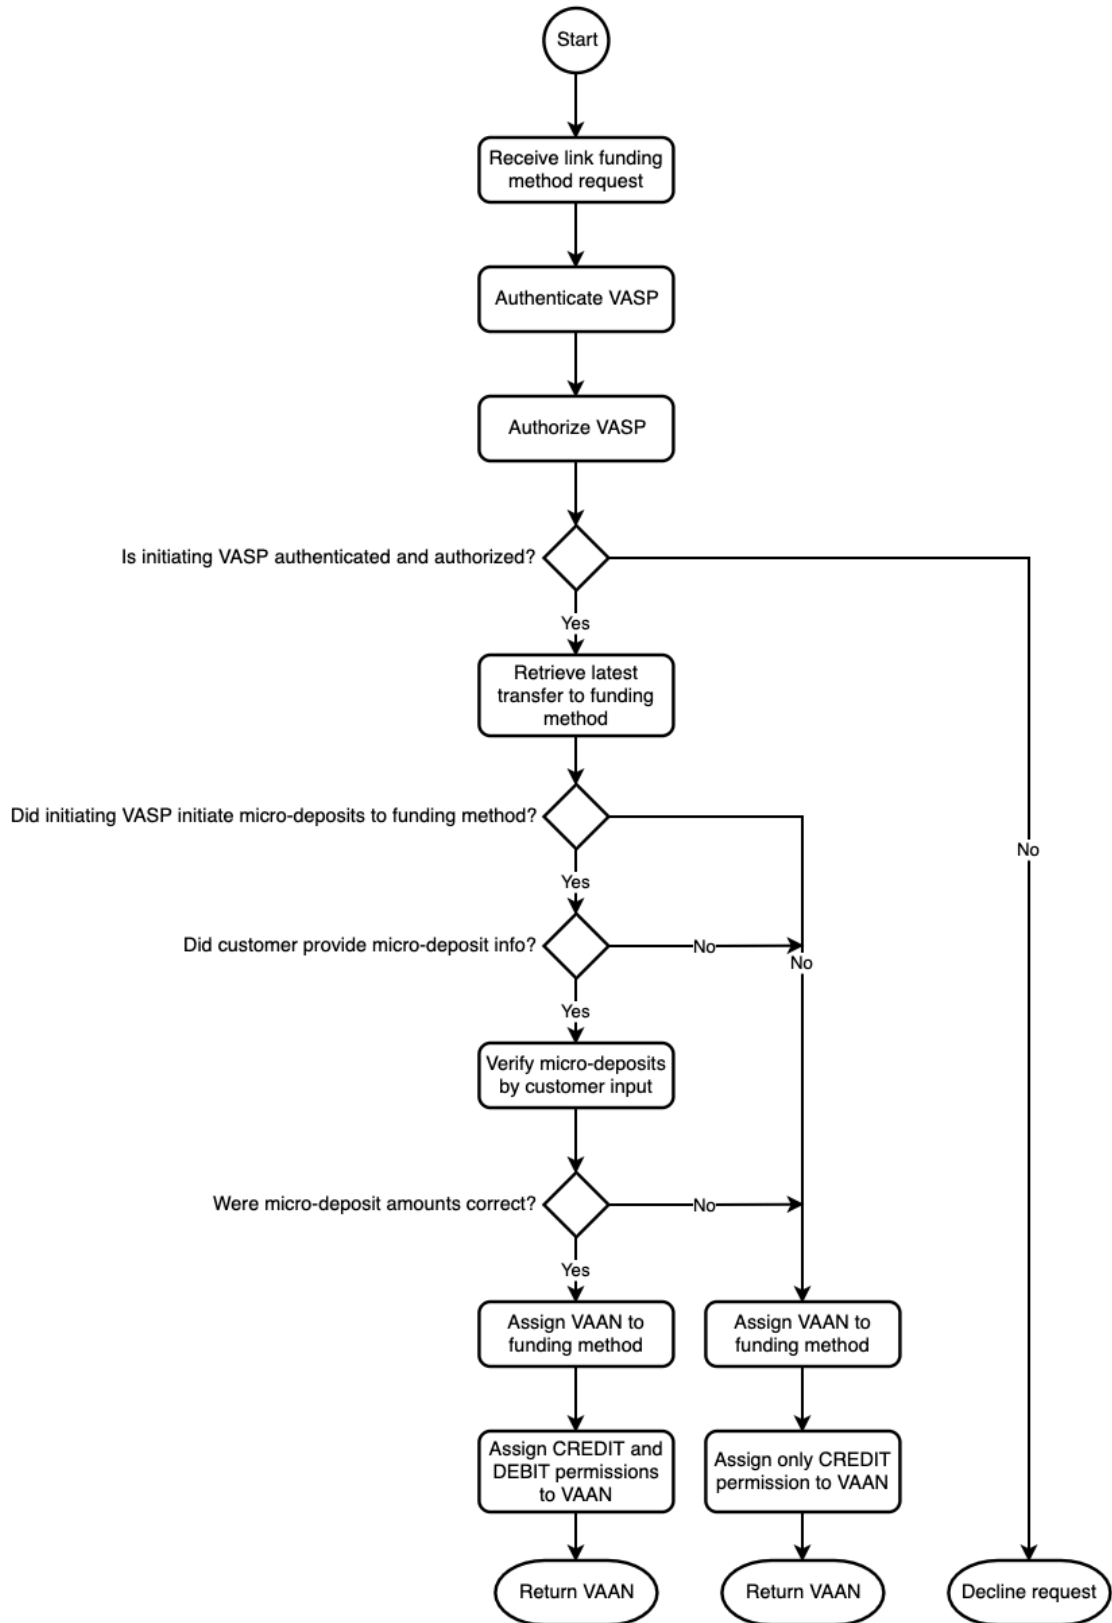 Start
Receive link funding
method request
Authenticate VASP
Authorize VASP
Is initiating VASP authenticated and authorized?
Yes
Retrieve latest
transfer to funding
method
Did initiating VASP initiate micro-deposits to funding method?
No
Yes
Did customer provide micro-deposit info?
No
No
Yes
Verify micro-deposits
by customer input
Were micro-deposit amounts correct?
No
Yes
Assign VAAN to
funding method
Assign VAAN to
funding method
Assign CREDIT and
DEBIT permissions
to VAAN
Assign only CREDIT
permission to VAAN
Return VAAN
Return VAAN
Decline request